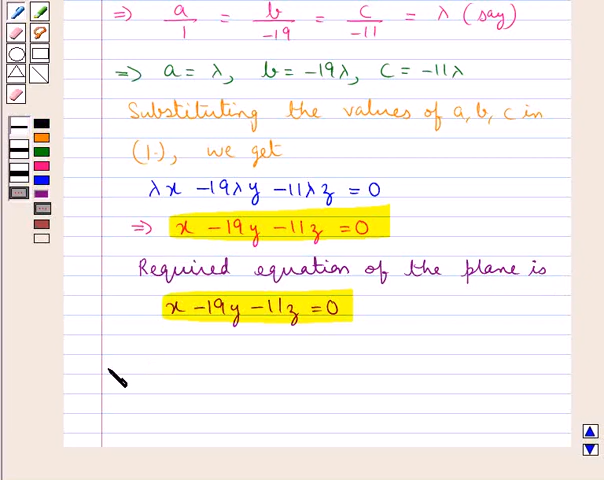 ⇒ a/1 = b/-19 = c/-11 = λ (say)
⇒ a = λ, b = -19λ, c = -11λ
Substituting the values of a, b, c in
(1.), we get
λx -19λy -11λz = 0
⇒ x -19y -11z = 0
Required equation of the plane is
x -19y -11z = 0